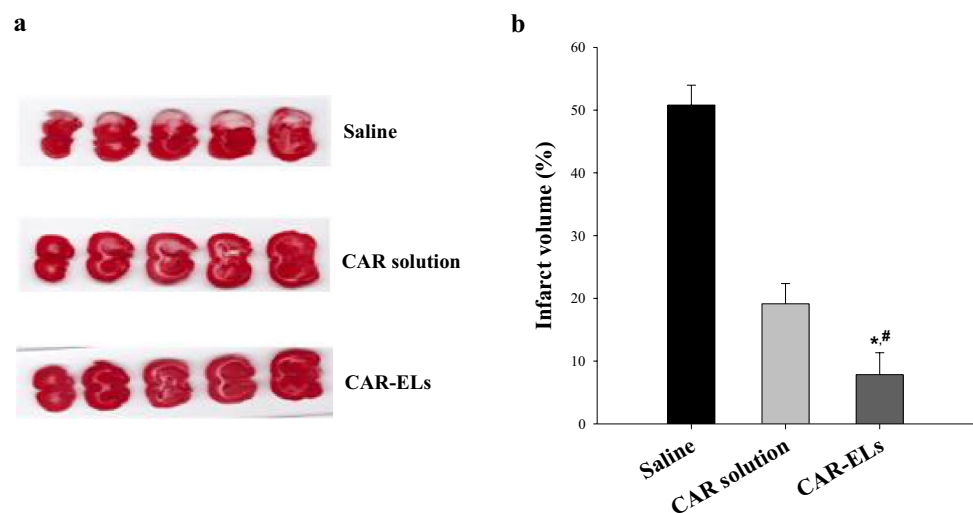 a
Saline
CAR solution
CAR-ELs
b
Infarct volume (%)
60
50
40
30
20
10
0
*,#
Saline
CAR solution
CAR-ELs